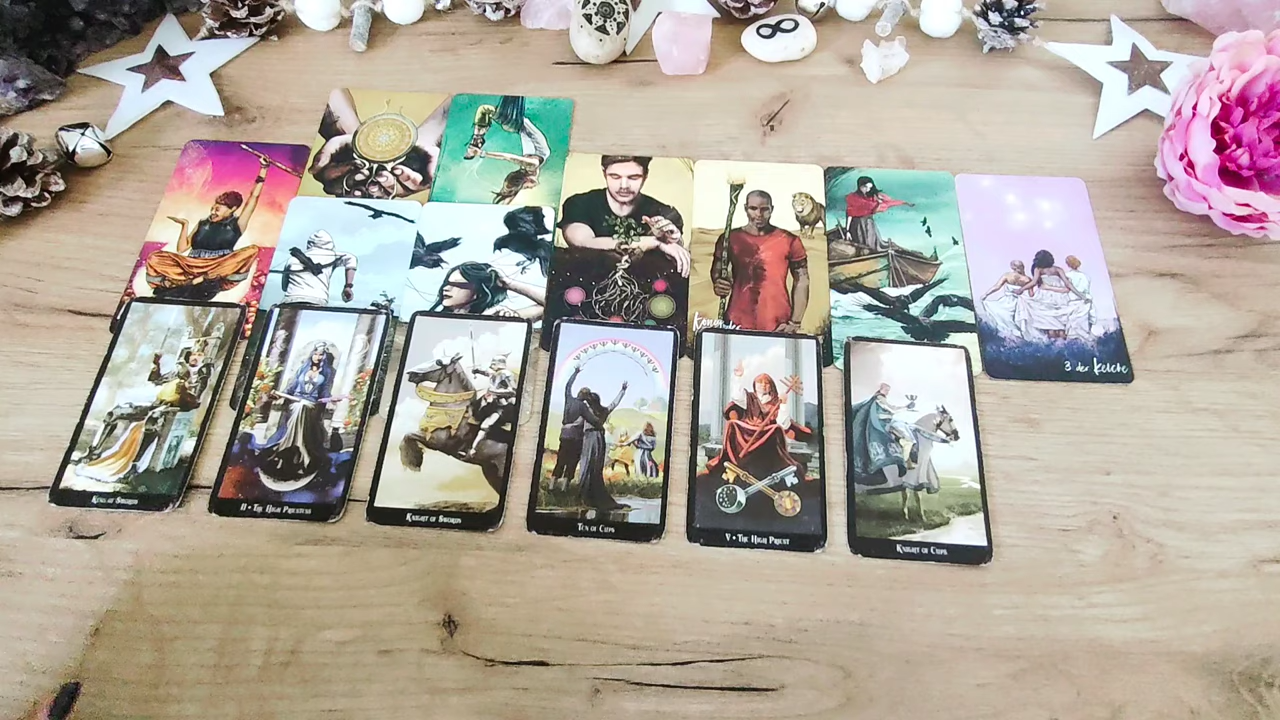 3 der Kelche
KING OF SWORDS
II • THE HIGH PRIESTESS
KNIGHT OF SWORDS
TEN OF CUPS
V • THE HIGH PRIEST
KNIGHT OF CUPS